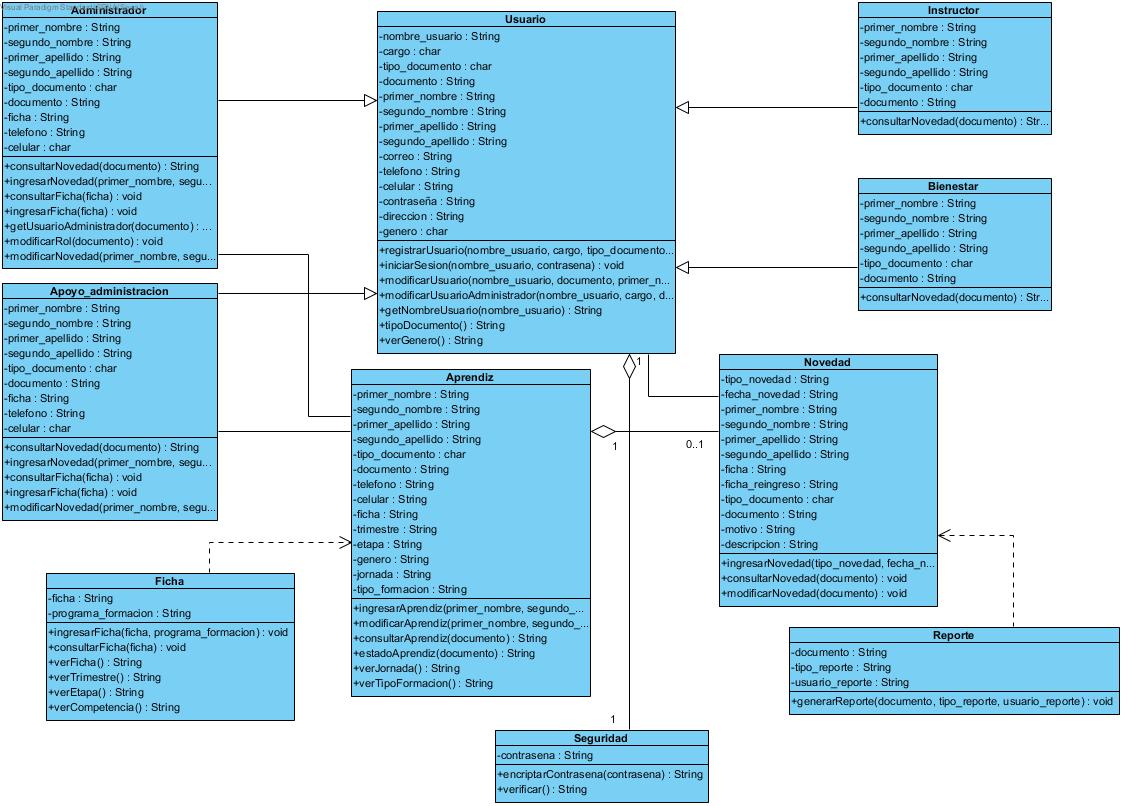 Visual Paradigm
Administrador
-primer_nombre : String
-segundo_nombre : String
-primer_apellido : String
-segundo_apellido : String
-tipo_documento : char
-documento : String
-ficha : String
-telefono : String
-celular : char
+consultarNovedad(documento) : String
+ingresarNovedad(primer_nombre, segu...
+consultarFicha(ficha) : void
+ingresarFicha(ficha) : void
+getUsuarioAdministrador(documento) : ...
+modificarRol(documento) : void
+modificarNovedad(primer_nombre, segu...
Usuario
-nombre_usuario : String
-cargo : char
-tipo_documento : char
-documento : String
-primer_nombre : String
-segundo_nombre : String
-primer_apellido : String
-segundo_apellido : String
-correo : String
-telefono : String
-celular : String
-contraseña : String
-direccion : String
-genero : char
+registrarUsuario(nombre_usuario, cargo, tipo_documento...
+iniciarSesion(nombre_usuario, contrasena) : void
+modificarUsuario(nombre_usuario, documento, primer_n...
+modificarUsuarioAdministrador(nombre_usuario, cargo, d...
+getNombreUsuario(nombre_usuario) : String
+tipoDocumento() : String
+verGenero() : String
Instructor
-primer_nombre : String
-segundo_nombre : String
-primer_apellido : String
-segundo_apellido : String
-tipo_documento : char
-documento : String
+consultarNovedad(documento) : Str...
Bienestar
-primer_nombre : String
-segundo_nombre : String
-primer_apellido : String
-segundo_apellido : String
-tipo_documento : char
-documento : String
+consultarNovedad(documento) : Str...
Apoyo_administracion
-primer_nombre : String
-segundo_nombre : String
-primer_apellido : String
-segundo_apellido : String
-tipo_documento : char
-documento : String
-ficha : String
-telefono : String
-celular : char
+consultarNovedad(documento) : String
+ingresarNovedad(primer_nombre, segu...
+consultarFicha(ficha) : void
+ingresarFicha(ficha) : void
+modificarNovedad(primer_nombre, segu...
Aprendiz
-primer_nombre : String
-segundo_nombre : String
-primer_apellido : String
-segundo_apellido : String
-tipo_documento : char
-documento : String
-telefono : String
-celular : String
-ficha : String
-trimestre : String
-etapa : String
-genero : String
-jornada : String
-tipo_formacion : String
+ingresarAprendiz(primer_nombre, segundo_...
+modificarAprendiz(primer_nombre, segundo_...
+consultarAprendiz(documento) : String
+estadoAprendiz(documento) : String
+verJornada() : String
+verTipoFormacion() : String
1
1
0..1
Novedad
-tipo_novedad : String
-fecha_novedad : String
-primer_nombre : String
-segundo_nombre : String
-primer_apellido : String
-segundo_apellido : String
-ficha : String
-ficha_reingreso : String
-tipo_documento : char
-documento : String
-motivo : String
-descripcion : String
+ingresarNovedad(tipo_novedad, fecha_n...
+consultarNovedad(documento) : void
+modificarNovedad(documento) : void
Ficha
-ficha : String
-programa_formacion : String
+ingresarFicha(ficha, programa_formacion) : void
+consultarFicha(ficha) : void
+verFicha() : String
+verTrimestre() : String
+verEtapa() : String
+verCompetencia() : String
Reporte
-documento : String
-tipo_reporte : String
-usuario_reporte : String
+generarReporte(documento, tipo_reporte, usuario_reporte) : void
1
Seguridad
-contrasena : String
+encriptarContrasena(contrasena) : String
+verificar() : String